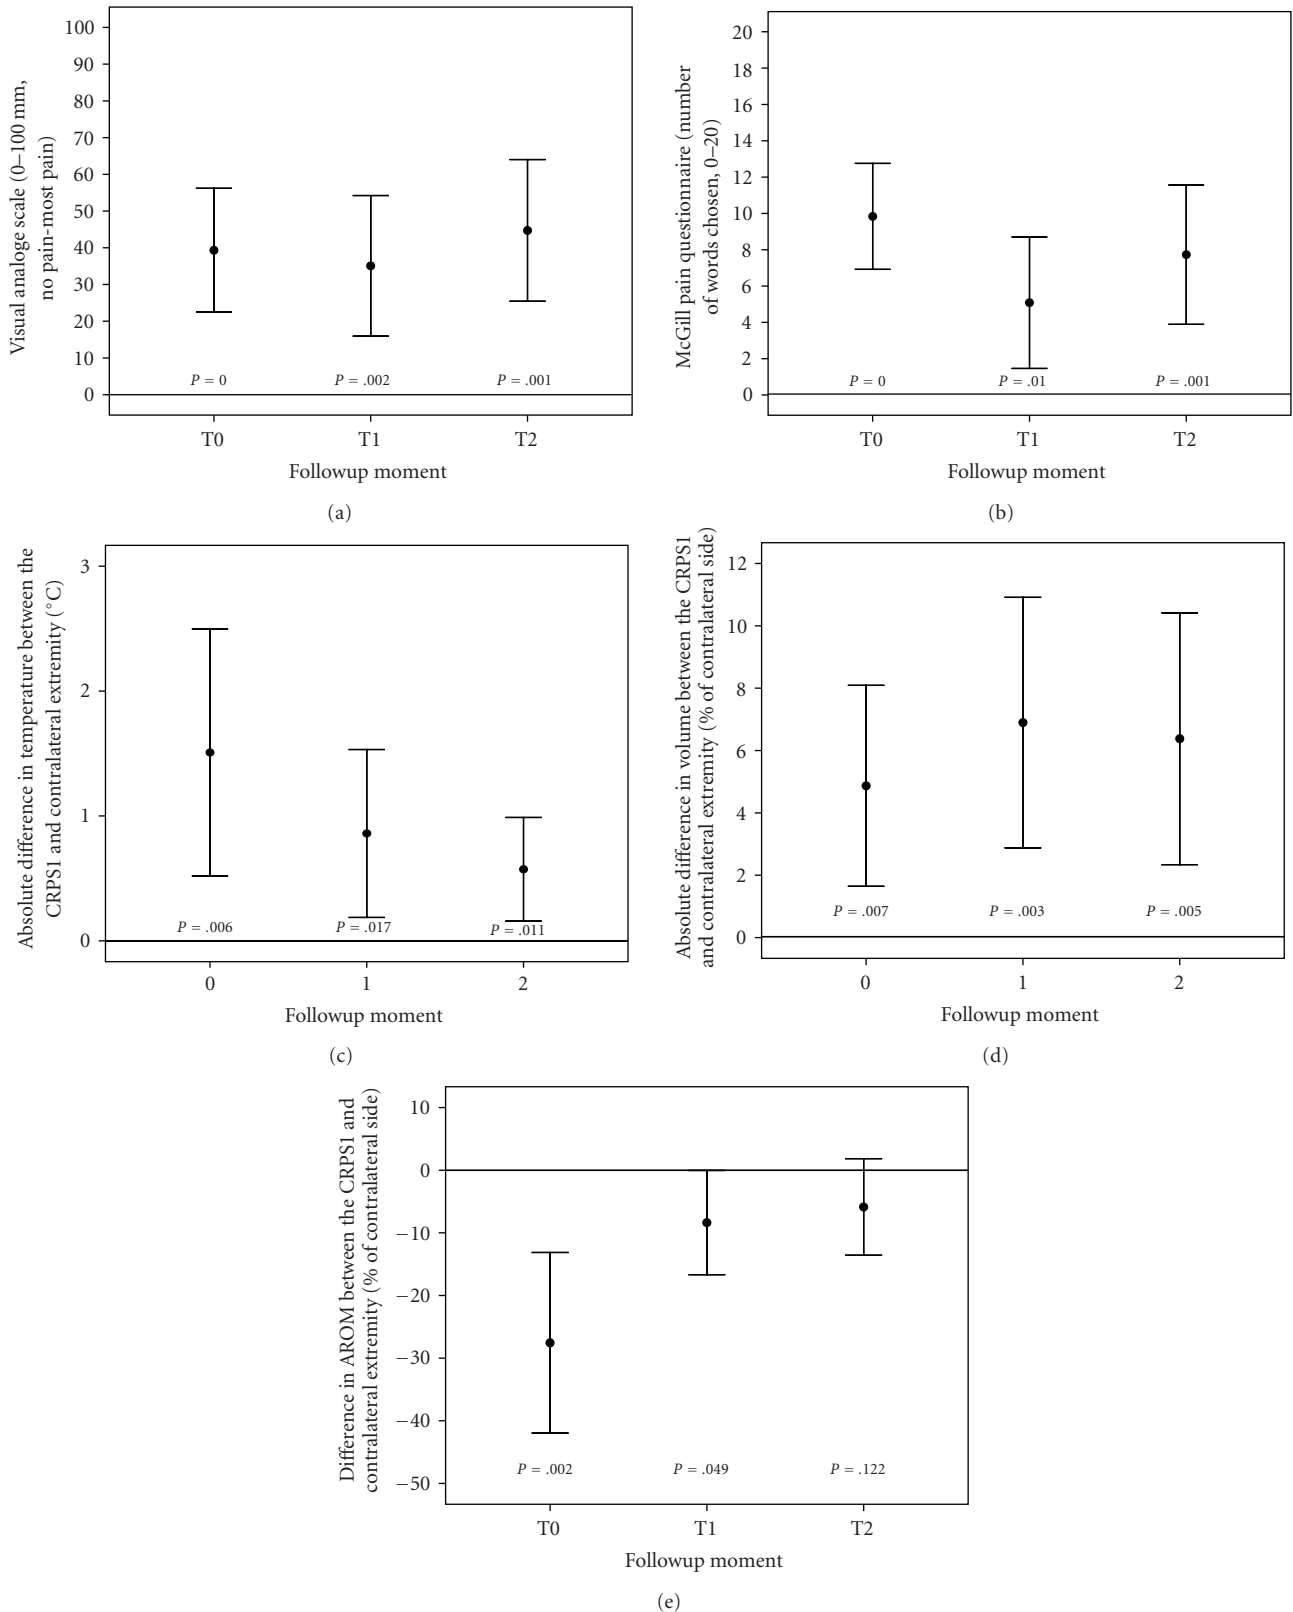 Visual analoge scale (0–100 mm,
no pain-most pain)
100
90
80
70
60
50
40
30
20
10
0
P = 0
P = .002
P = .001
T0
T1
T2
Followup moment
(a)
McGill pain questionnaire (number
of words chosen, 0–20)
20
18
16
14
12
10
8
6
4
2
0
P = 0
P = .01
P = .001
T0
T1
T2
Followup moment
(b)
Absolute difference in temperature between the
CRPS1 and contralateral extremity (°C)
3
2
1
0
P = .006
P = .017
P = .011
0
1
2
Followup moment
(c)
Absolute difference in volume between the CRPS1
and contralateral extremity (% of contralateral side)
12
10
8
6
4
2
0
P = .007
P = .003
P = .005
0
1
2
Followup moment
(d)
Difference in AROM between the CRPS1 and
contralateral extremity (% of contralateral side)
10
0
−10
−20
−30
−40
−50
P = .002
P = .049
P = .122
T0
T1
T2
Followup moment
(e)